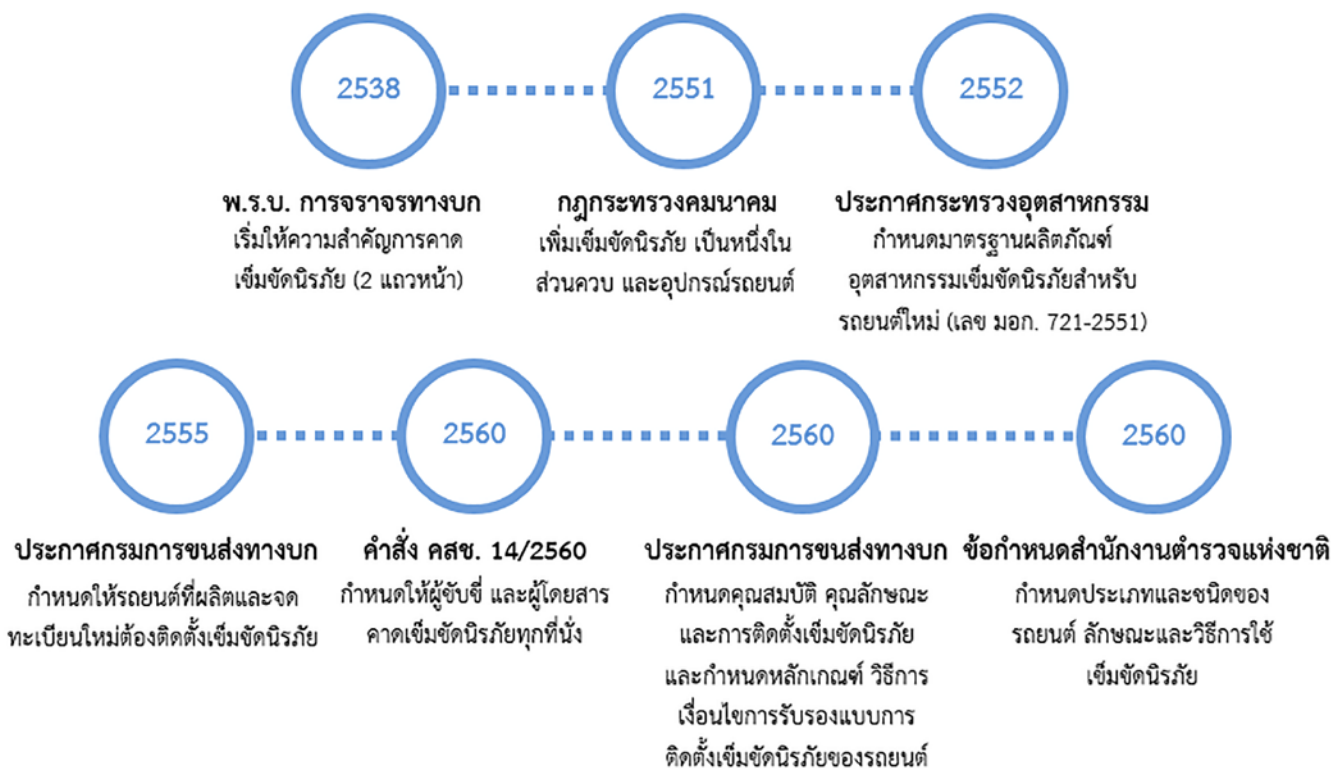 2538
2551
2552
พ.ร.บ. การจราจรทางบก
เริ่มให้ความสำคัญการคาด
เข็มขัดนิรภัย (2 แถวหน้า)
กฎกระทรวงคมนาคม
เพิ่มเข็มขัดนิรภัย เป็นหนึ่งใน
ส่วนควบ และอุปกรณ์รถยนต์
ประกาศกระทรวงอุตสาหกรรม
กำหนดมาตรฐานผลิตภัณฑ์
อุตสาหกรรมเข็มขัดนิรภัยสำหรับ
รถยนต์ใหม่ (เลข มอก. 721-2551)
2555
2560
2560
2560
ประกาศกรมการขนส่งทางบก
กำหนดให้รถยนต์ที่ผลิตและจด
ทะเบียนใหม่ต้องติดตั้งเข็มขัดนิรภัย
คำสั่ง คสช. 14/2560
กำหนดให้ผู้ขับขี่ และผู้โดยสาร
คาดเข็มขัดนิรภัยทุกที่นั่ง
ประกาศกรมการขนส่งทางบก
กำหนดคุณสมบัติ คุณลักษณะ
และการติดตั้งเข็มขัดนิรภัย
และกำหนดหลักเกณฑ์ วิธีการ
เงื่อนไขการรับรองแบบการ
ติดตั้งเข็มขัดนิรภัยของรถยนต์
ข้อกำหนดสำนักงานตำรวจแห่งชาติ
กำหนดประเภทและชนิดของ
รถยนต์ ลักษณะและวิธีการใช้
เข็มขัดนิรภัย